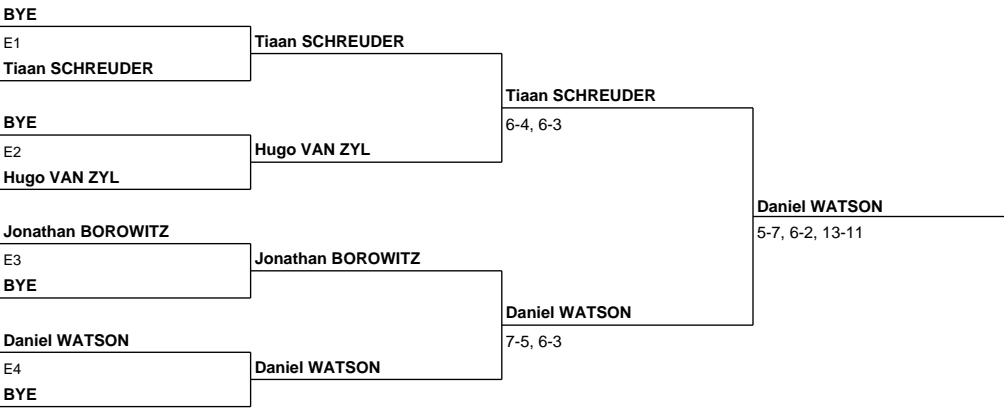 BYE
E1
Tiaan SCHREUDER
BYE
E2
Hugo VAN ZYL
Jonathan BOROWITZ
E3
BYE
Daniel WATSON
E4
BYE
Tiaan SCHREUDER
Hugo VAN ZYL
Jonathan BOROWITZ
Daniel WATSON
Tiaan SCHREUDER
6-4, 6-3
Daniel WATSON
7-5, 6-3
Daniel WATSON
5-7, 6-2, 13-11